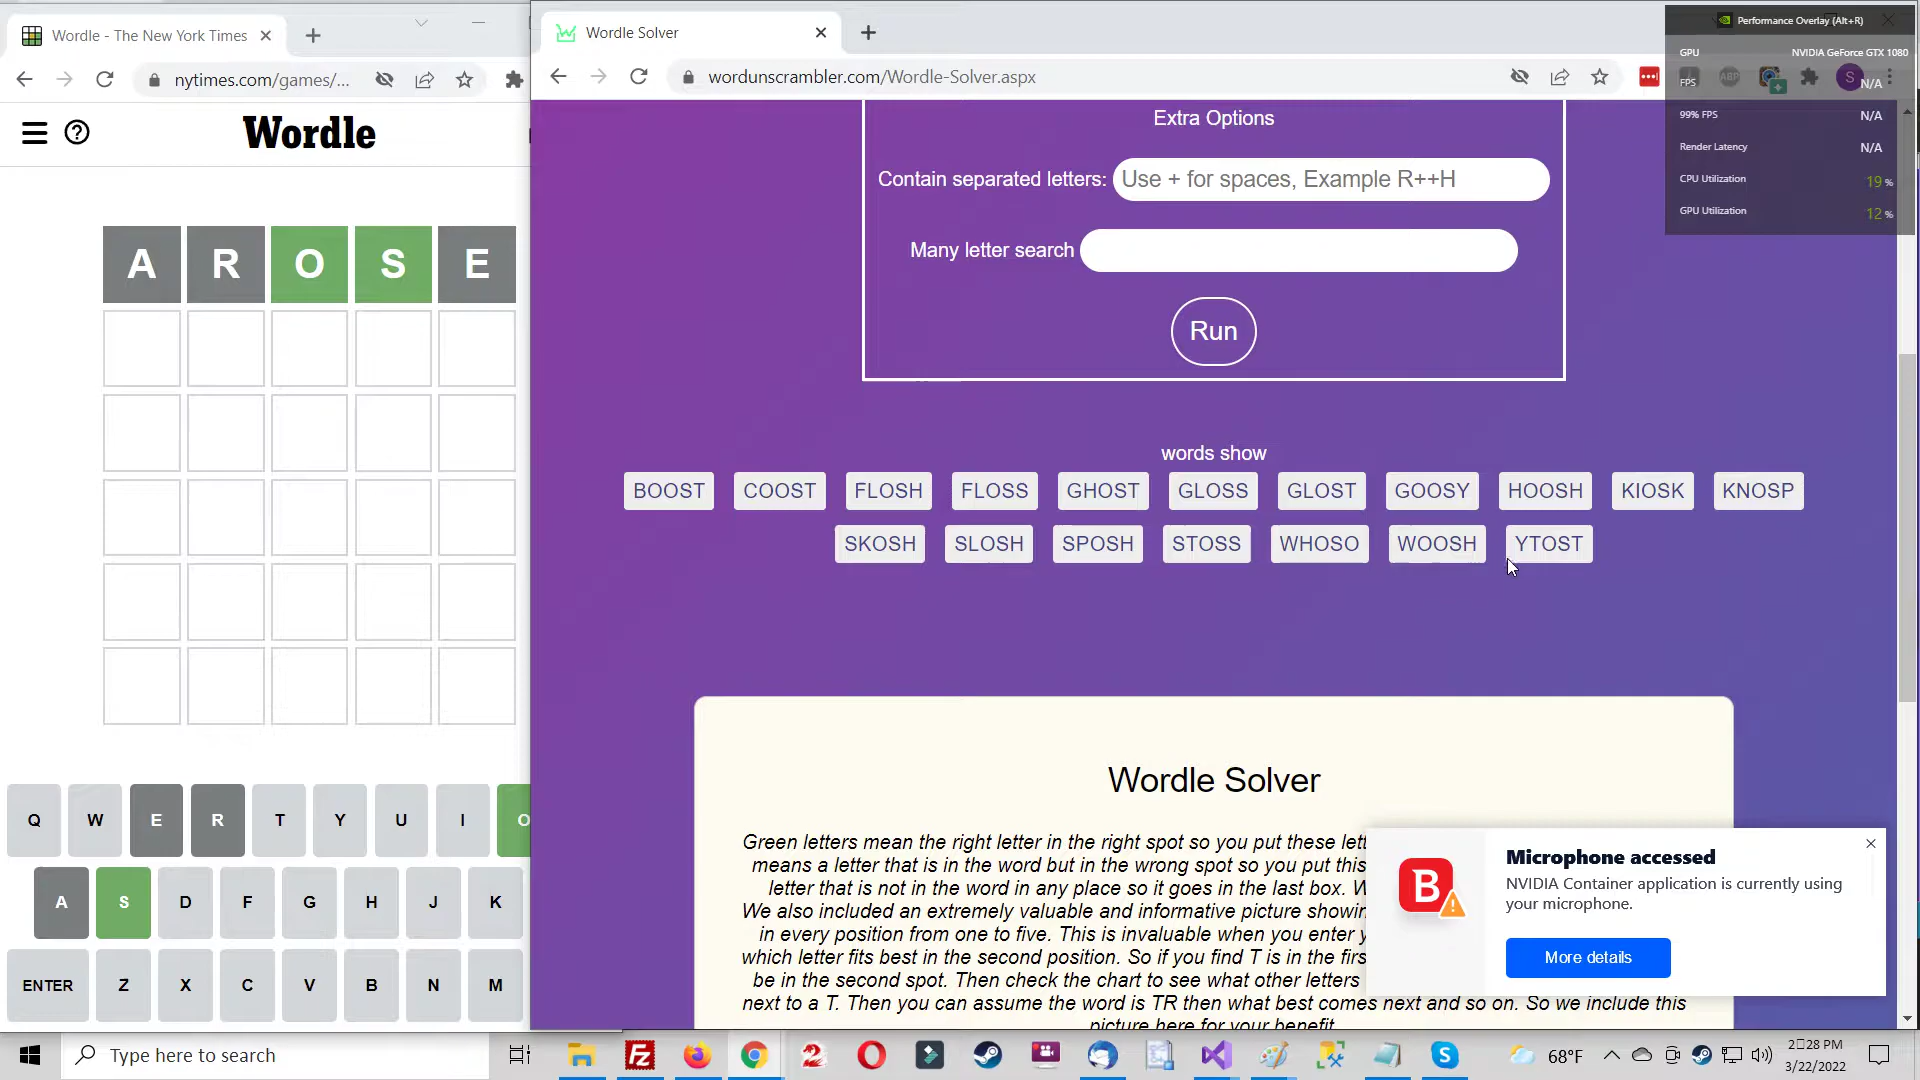 Wordle - The New York Times
nytimes.com/games/...
Wordle
A R O S E
Q W E R T Y U I O
A S D F G H J K
ENTER Z X C V B N M
Wordle Solver
wordunscrambler.com/Wordle-Solver.aspx
Extra Options
Contain separated letters: Use + for spaces, Example R++H
Many letter search
Run
words show
BOOST COOST FLOSH FLOSS GHOST GLOSS GLOST GOOSY HOOSH KIOSK KNOSP
SKOSH SLOSH SPOSH STOSS WHOSO WOOSH YTOST
Wordle Solver
Green letters mean the right letter in the right spot so you put these lett
means a letter that is in the word but in the wrong spot so you put this
letter that is not in the word in any place so it goes in the last box. W
We also included an extremely valuable and informative picture showin
in every position from one to five. This is invaluable when you enter y
which letter fits best in the second position. So if you find T is in the firs
be in the second spot. Then check the chart to see what other letters
next to a T. Then you can assume the word is TR then what best comes next and so on. So we include this
picture here for your benefit.
Performance Overlay (Alt+R)
GPU NVIDIA GeForce GTX 1080
FPS N/A
99% FPS N/A
Render Latency N/A
CPU Utilization 19 %
GPU Utilization 12 %
S
ABP
B
Microphone accessed
NVIDIA Container application is currently using
your microphone.
More details
Type here to search
Fz
2
S
68°F
2:28 PM
3/22/2022